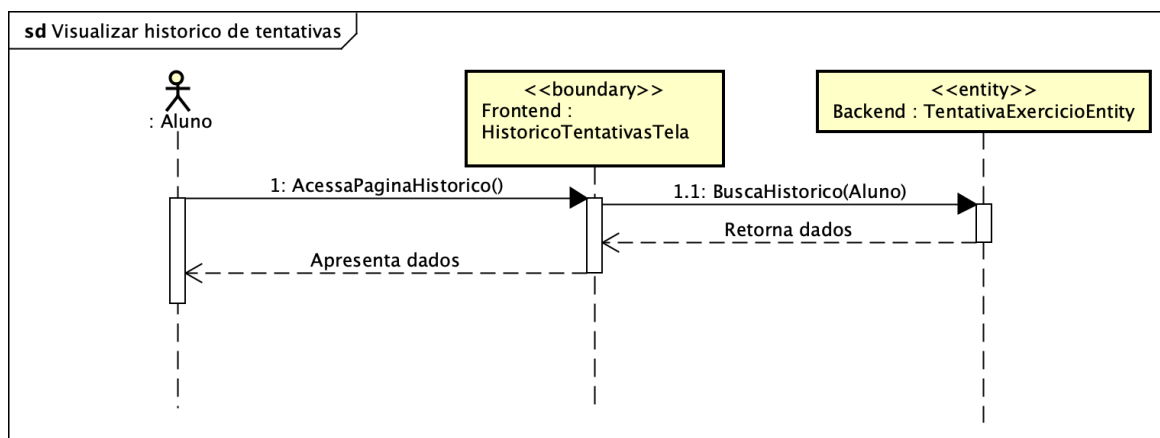 sd Visualizar historico de tentativas
: Aluno
<<boundary>>
Frontend :
HistoricoTentativasTela
<<entity>>
Backend : TentativaExercicioEntity
1: AcessaPaginaHistorico()
1.1: BuscaHistorico(Aluno)
Retorna dados
Apresenta dados